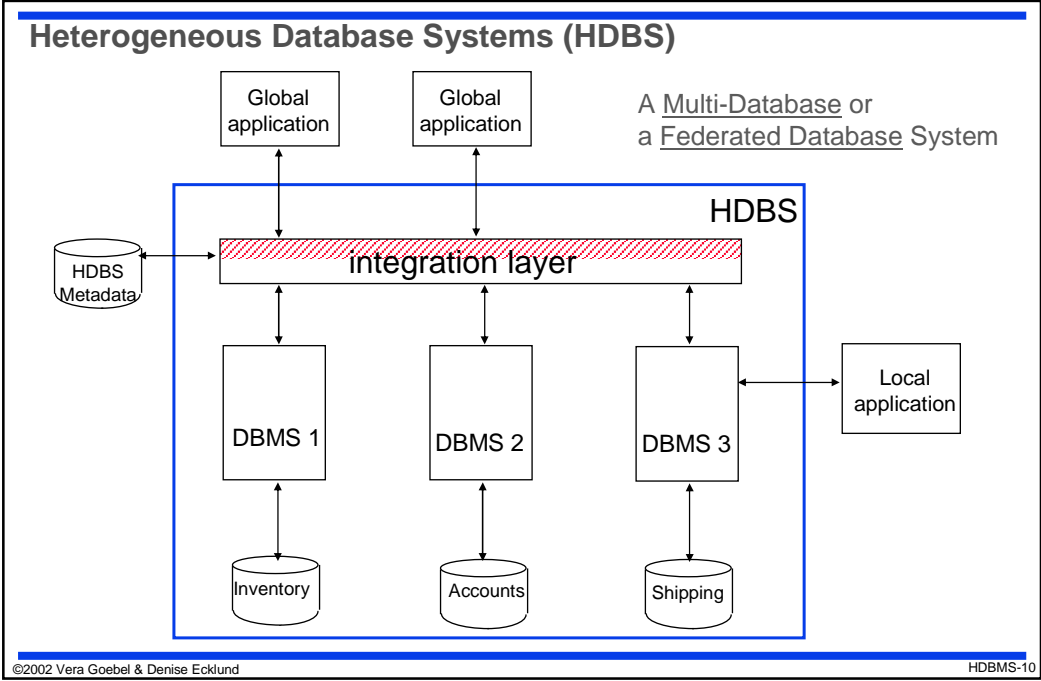 Heterogeneous Database Systems (HDBS)
Global
application
Global
application
A Multi-Database or
a Federated Database System
HDBS
integration layer
HDBS
Metadata
DBMS 1
DBMS 2
DBMS 3
Local
application
Inventory
Accounts
Shipping
©2002 Vera Goebel & Denise Ecklund
HDBMS-10